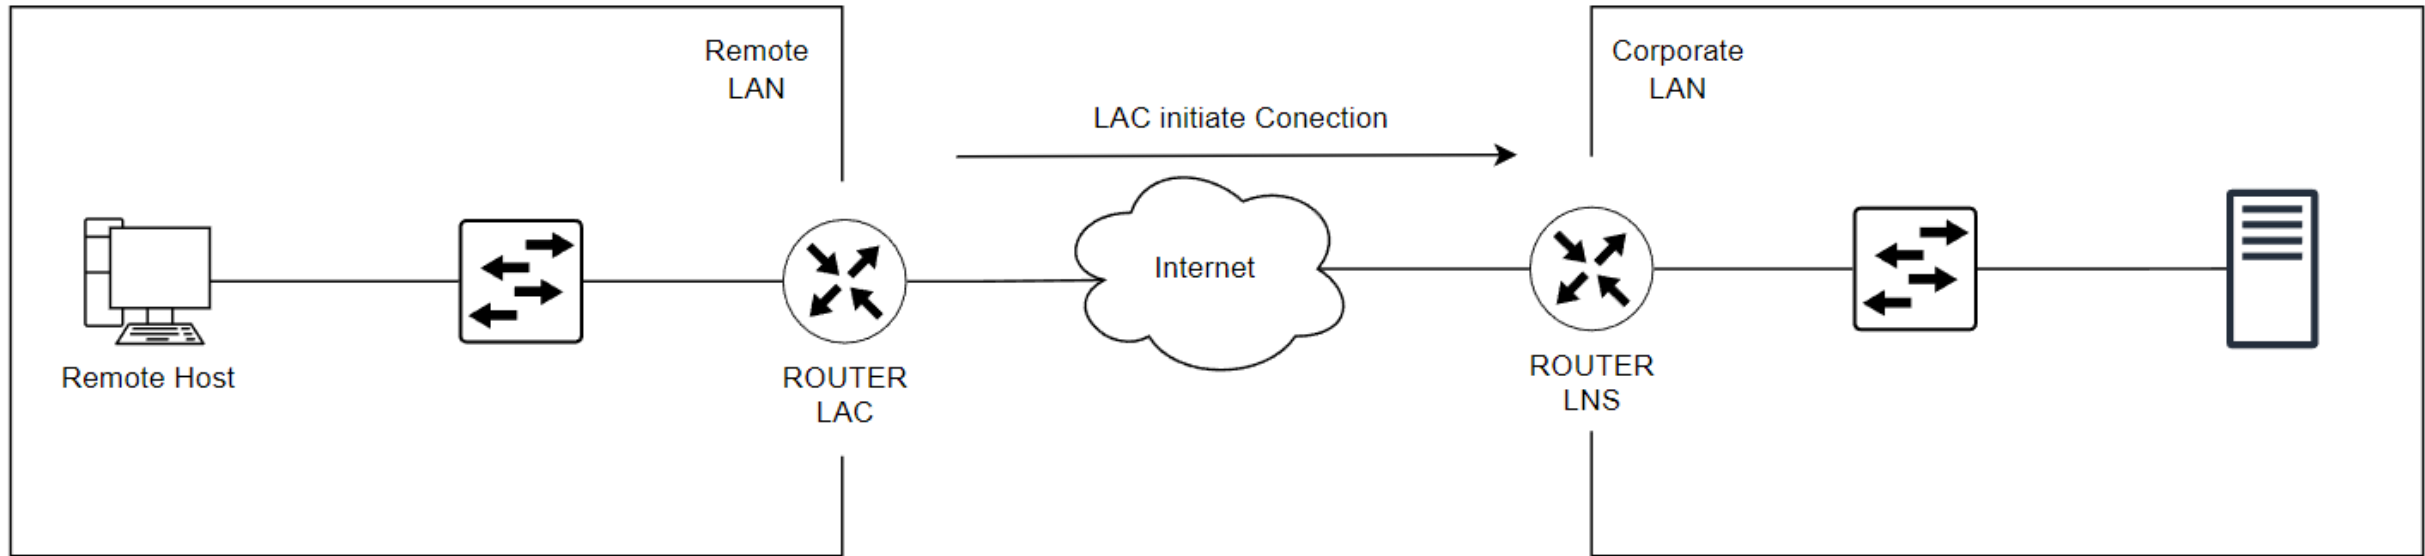 Remote
LAN
Corporate
LAN
LAC initiate Conection
Internet
Remote Host
ROUTER
LAC
ROUTER
LNS